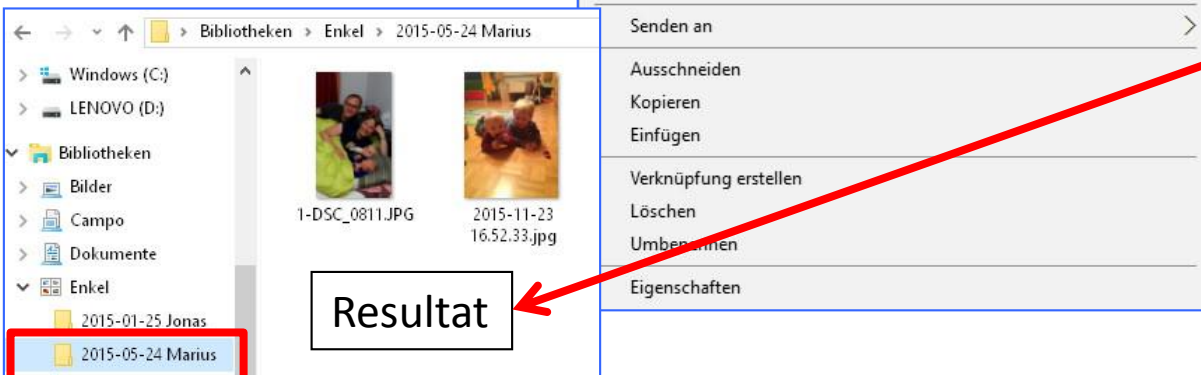 Bibliotheken > Enkel > 2015-05-24 Marius
Windows (C:)
LENOVO (D:)
Bibliotheken
Bilder
Campo
Dokumente
Enkel
2015-01-25 Jonas
2015-05-24 Marius
1-DSC_0811.JPG
2015-11-23
16.52.33.jpg
Resultat
Senden an
Ausschneiden
Kopieren
Einfügen
Verknüpfung erstellen
Löschen
Umbenennen
Eigenschaften